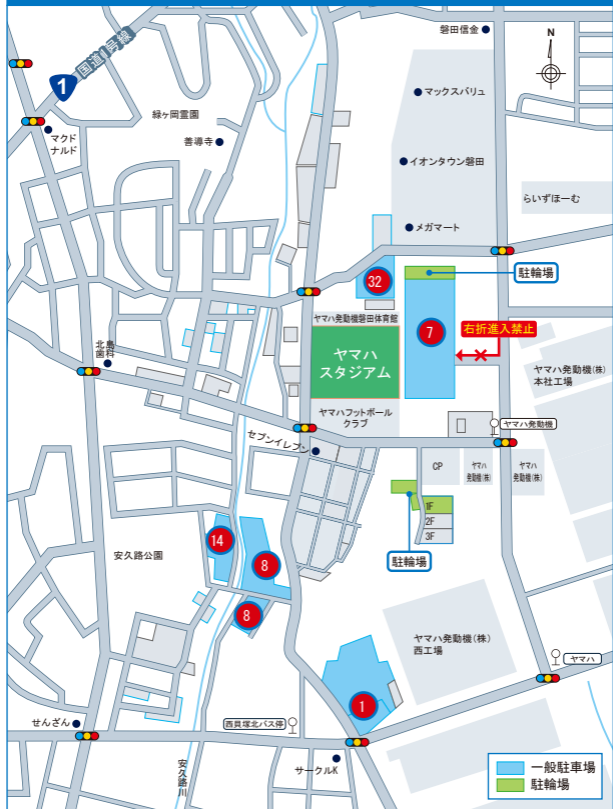 磐田信金
N
国道1号線
1
マックスバリュ
緑ヶ岡霊園
マクド
ナルド
善導寺
イオンタウン磐田
らいずほーむ
メガマート
駐輪場
32
ヤマハ発動機磐田体育館
7
右折進入禁止
ヤマハ
スタジアム
北島
歯科
ヤマハ発動機(株)
本社工場
ヤマハフットボール
クラブ
ヤマハ発動機
セブンイレブン
CP
ヤマハ
発動機(株)
ヤマハ
発動機(株)
1F
2F
3F
14
8
安久路公園
駐輪場
8
ヤマハ発動機(株)
西工場
ヤマハ
1
せんざん
西貝塚北バス停
安久路川
サークルK
一般駐車場
駐輪場